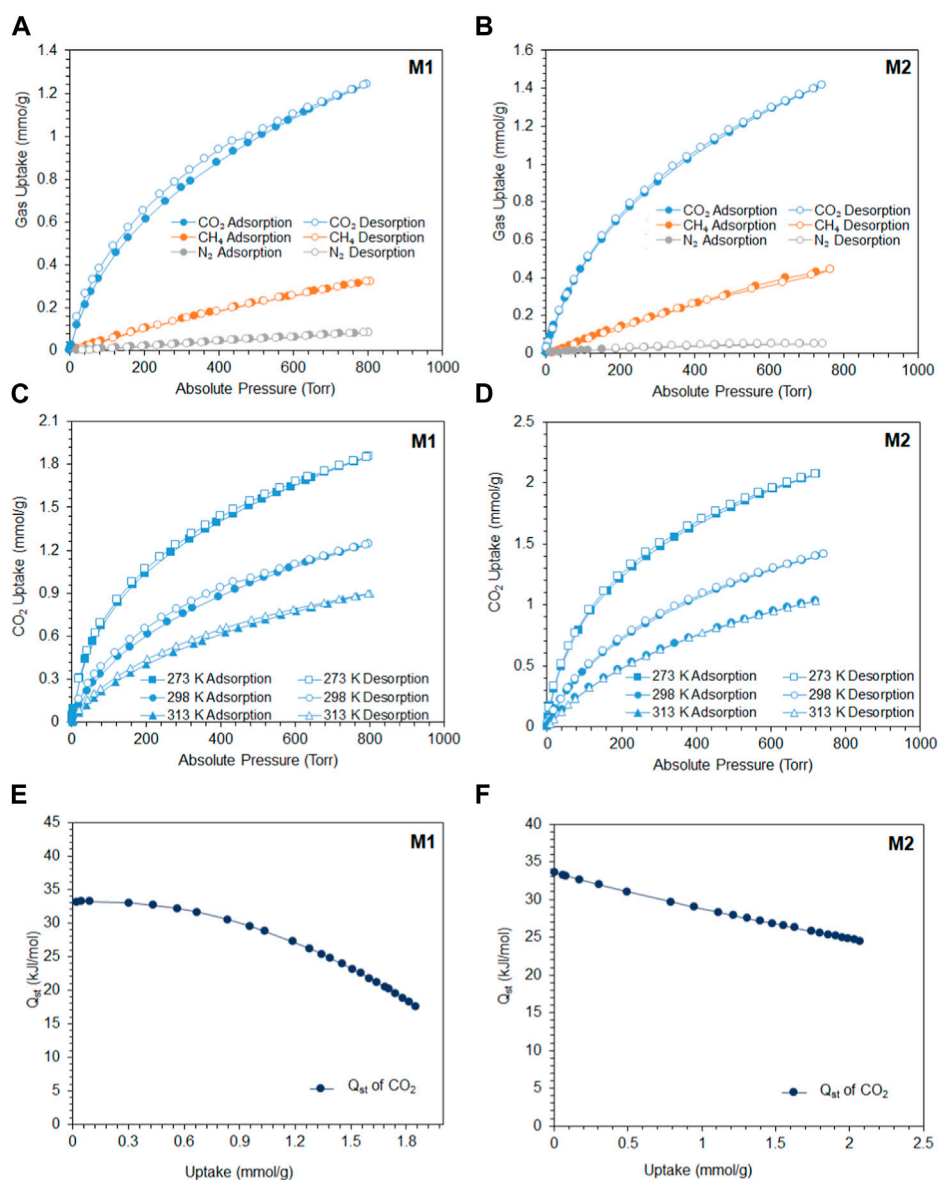 A
M1
Gas Uptake (mmo/g)
1.4
1.2
1
0.8
0.6
0.4
0.2
0
CO₂ Adsorption CO₂ Desorption
CH₄ Adsorption CH₄ Desorption
N₂ Adsorption N₂ Desorption
0 200 400 600 800 1000
Absolute Pressure (Torr)
B
M2
Gas Uptake (mmol/g)
1.6
1.4
1.2
1
0.8
0.6
0.4
0.2
0
CO₂ Adsorption CO₂ Desorption
CH₄ Adsorption CH₄ Desorption
N₂ Adsorption N₂ Desorption
0 200 400 600 800 1000
Absolute Pressure (Torr)
C
M1
CO₂ Uptake (mmol/g)
2.1
1.8
1.5
1.2
0.9
0.6
0.3
0
273 K Adsorption 273 K Desorption
298 K Adsorption 298 K Desorption
313 K Adsorption 313 K Desorption
0 200 400 600 800 1000
Absolute Pressure (Torr)
D
M2
CO₂ Uptake (mmol/g)
2.5
2
1.5
1
0.5
0
273 K Adsorption 273 K Desorption
298 K Adsorption 298 K Desorption
313 K Adsorption 313 K Desorption
0 200 400 600 800 1000
Absolute Pressure (Torr)
E
M1
Qst (kJ/mol)
45
40
35
30
25
20
15
10
5
0
Qst of CO₂
0 0.3 0.6 0.9 1.2 1.5 1.8
Uptake (mmol/g)
F
M2
Qst (kJ/mol)
40
35
30
25
20
15
10
5
0
Qst of CO₂
0 0.5 1 1.5 2 2.5
Uptake (mmol/g)